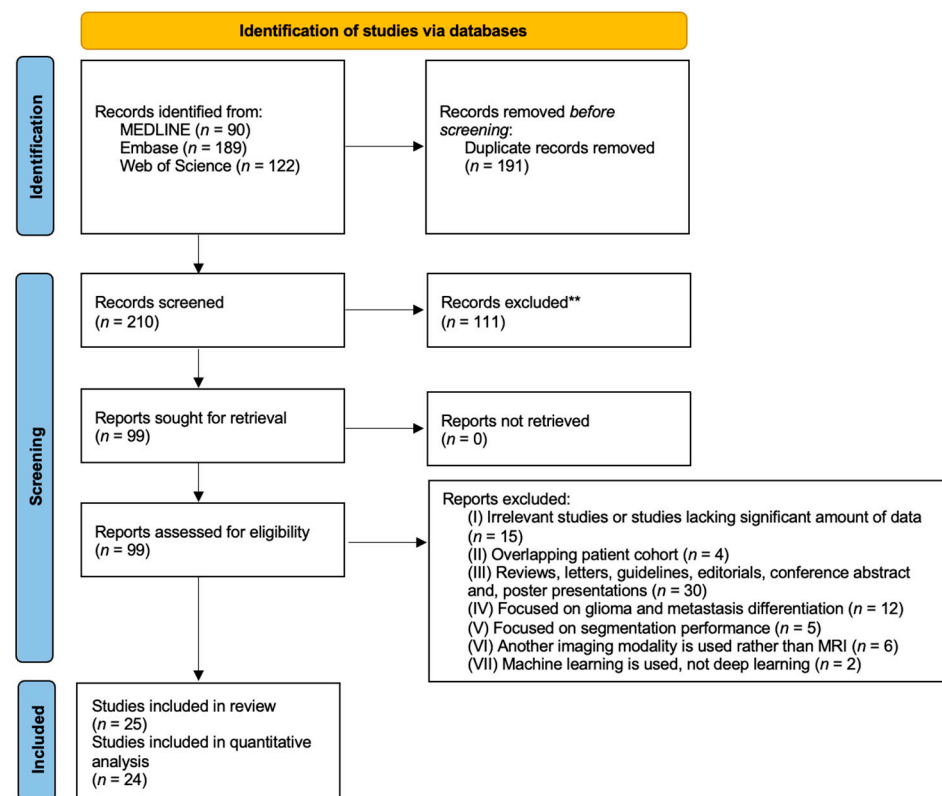 Identification of studies via databases
Identification
Records identified from:
MEDLINE (n = 90)
Embase (n = 189)
Web of Science (n = 122)
Records removed before
screening:
Duplicate records removed
(n = 191)
Screening
Records screened
(n = 210)
Records excluded**
(n = 111)
Reports sought for retrieval
(n = 99)
Reports not retrieved
(n = 0)
Reports assessed for eligibility
(n = 99)
Reports excluded:
(I) Irrelevant studies or studies lacking significant amount of data
(n = 15)
(II) Overlapping patient cohort (n = 4)
(III) Reviews, letters, guidelines, editorials, conference abstract
and, poster presentations (n = 30)
(IV) Focused on glioma and metastasis differentiation (n = 12)
(V) Focused on segmentation performance (n = 5)
(VI) Another imaging modality is used rather than MRI (n = 6)
(VII) Machine learning is used, not deep learning (n = 2)
Included
Studies included in review
(n = 25)
Studies included in quantitative
analysis
(n = 24)